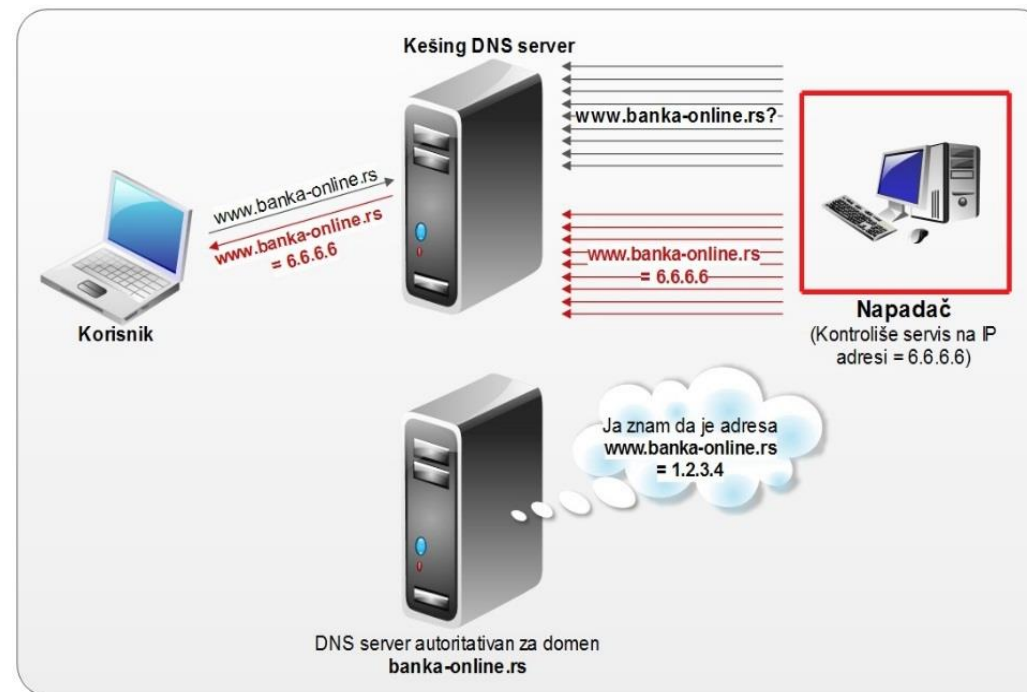 Kešing DNS server
www.banka-online.rs?
www.banka-online.rs
www.banka-online.rs
= 6.6.6.6
www.banka-online.rs
= 6.6.6.6
Korisnik
Napadač
(Kontroliše servis na IP
adresi = 6.6.6.6)
Ja znam da je adresa
www.banka-online.rs
= 1.2.3.4
DNS server autoritativan za domen
banka-online.rs